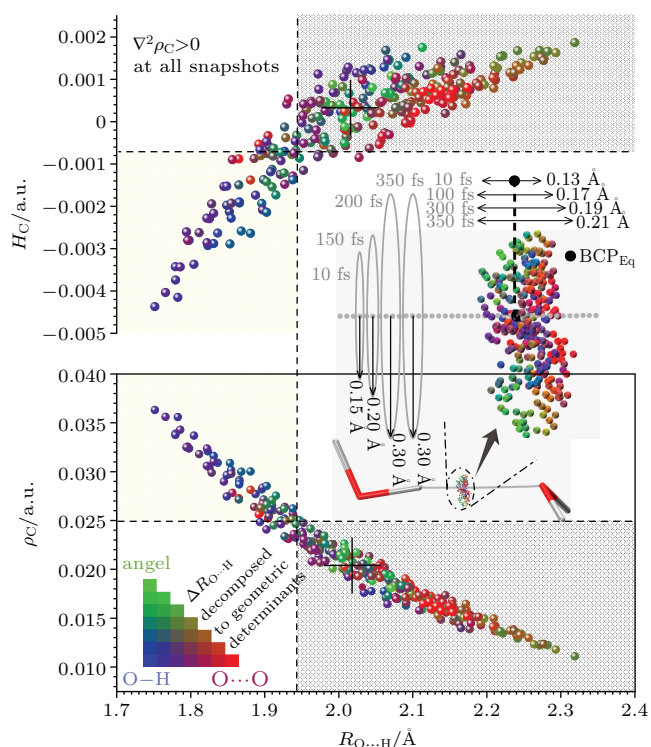 ∇²ρC>0
at all snapshots
0.002
0.001
0
−0.001
−0.002
−0.003
−0.004
−0.005
HC/a.u.
350 fs
200 fs
150 fs
10 fs
10 fs 0.13 Å
100 fs 0.17 Å
300 fs 0.19 Å
350 fs 0.21 Å
BCPEq
0.15 Å
0.20 Å
0.30 Å
0.30 Å
0.040
0.035
0.030
0.025
0.020
0.015
0.010
ρC/a.u.
angel
O−H
O···O
ΔRO···H
decomposed
to geometric
determinants
1.7 1.8 1.9 2.0 2.1 2.2 2.3 2.4
RO...H/Å